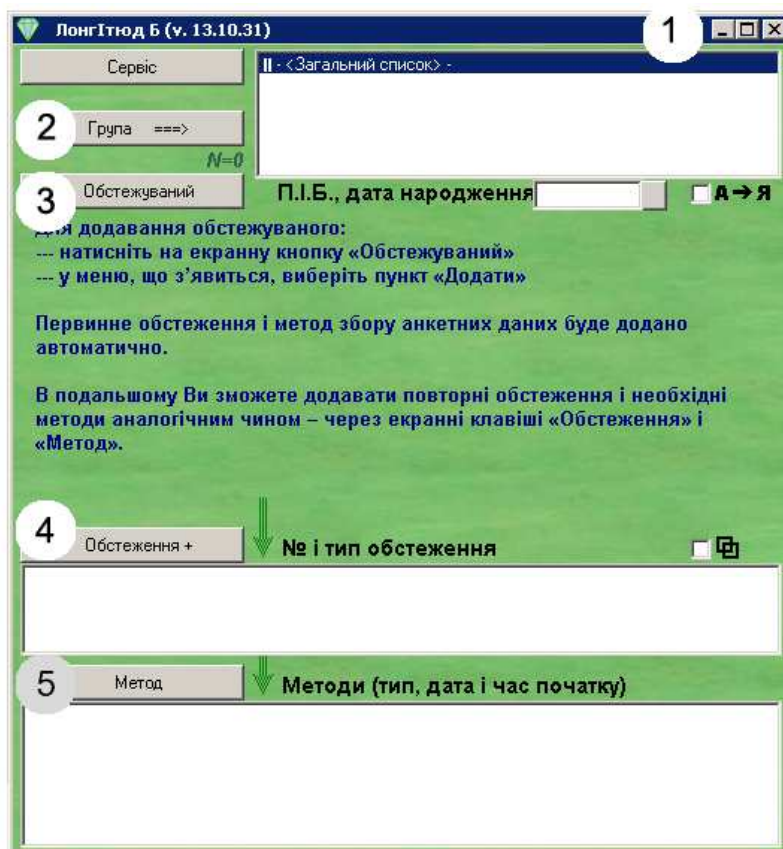 ЛонгІтюд Б (v. 13.10.31)
1
Сервіс
|| - <Загальний список> -
2
Група ===>
N=0
3
Обстежуваний
П.І.Б., дата народження
А→Я
Для додавання обстежуваного:
--- натисніть на екранну кнопку «Обстежуваний»
--- у меню, що з’явиться, виберіть пункт «Додати»
Первинне обстеження і метод збору анкетних даних буде додано
автоматично.
В подальшому Ви зможете додавати повторні обстеження і необхідні
методи аналогічним чином – через екранні клавіші «Обстеження» і
«Метод».
4
Обстеження +
№ і тип обстеження
5
Метод
Методи (тип, дата і час початку)